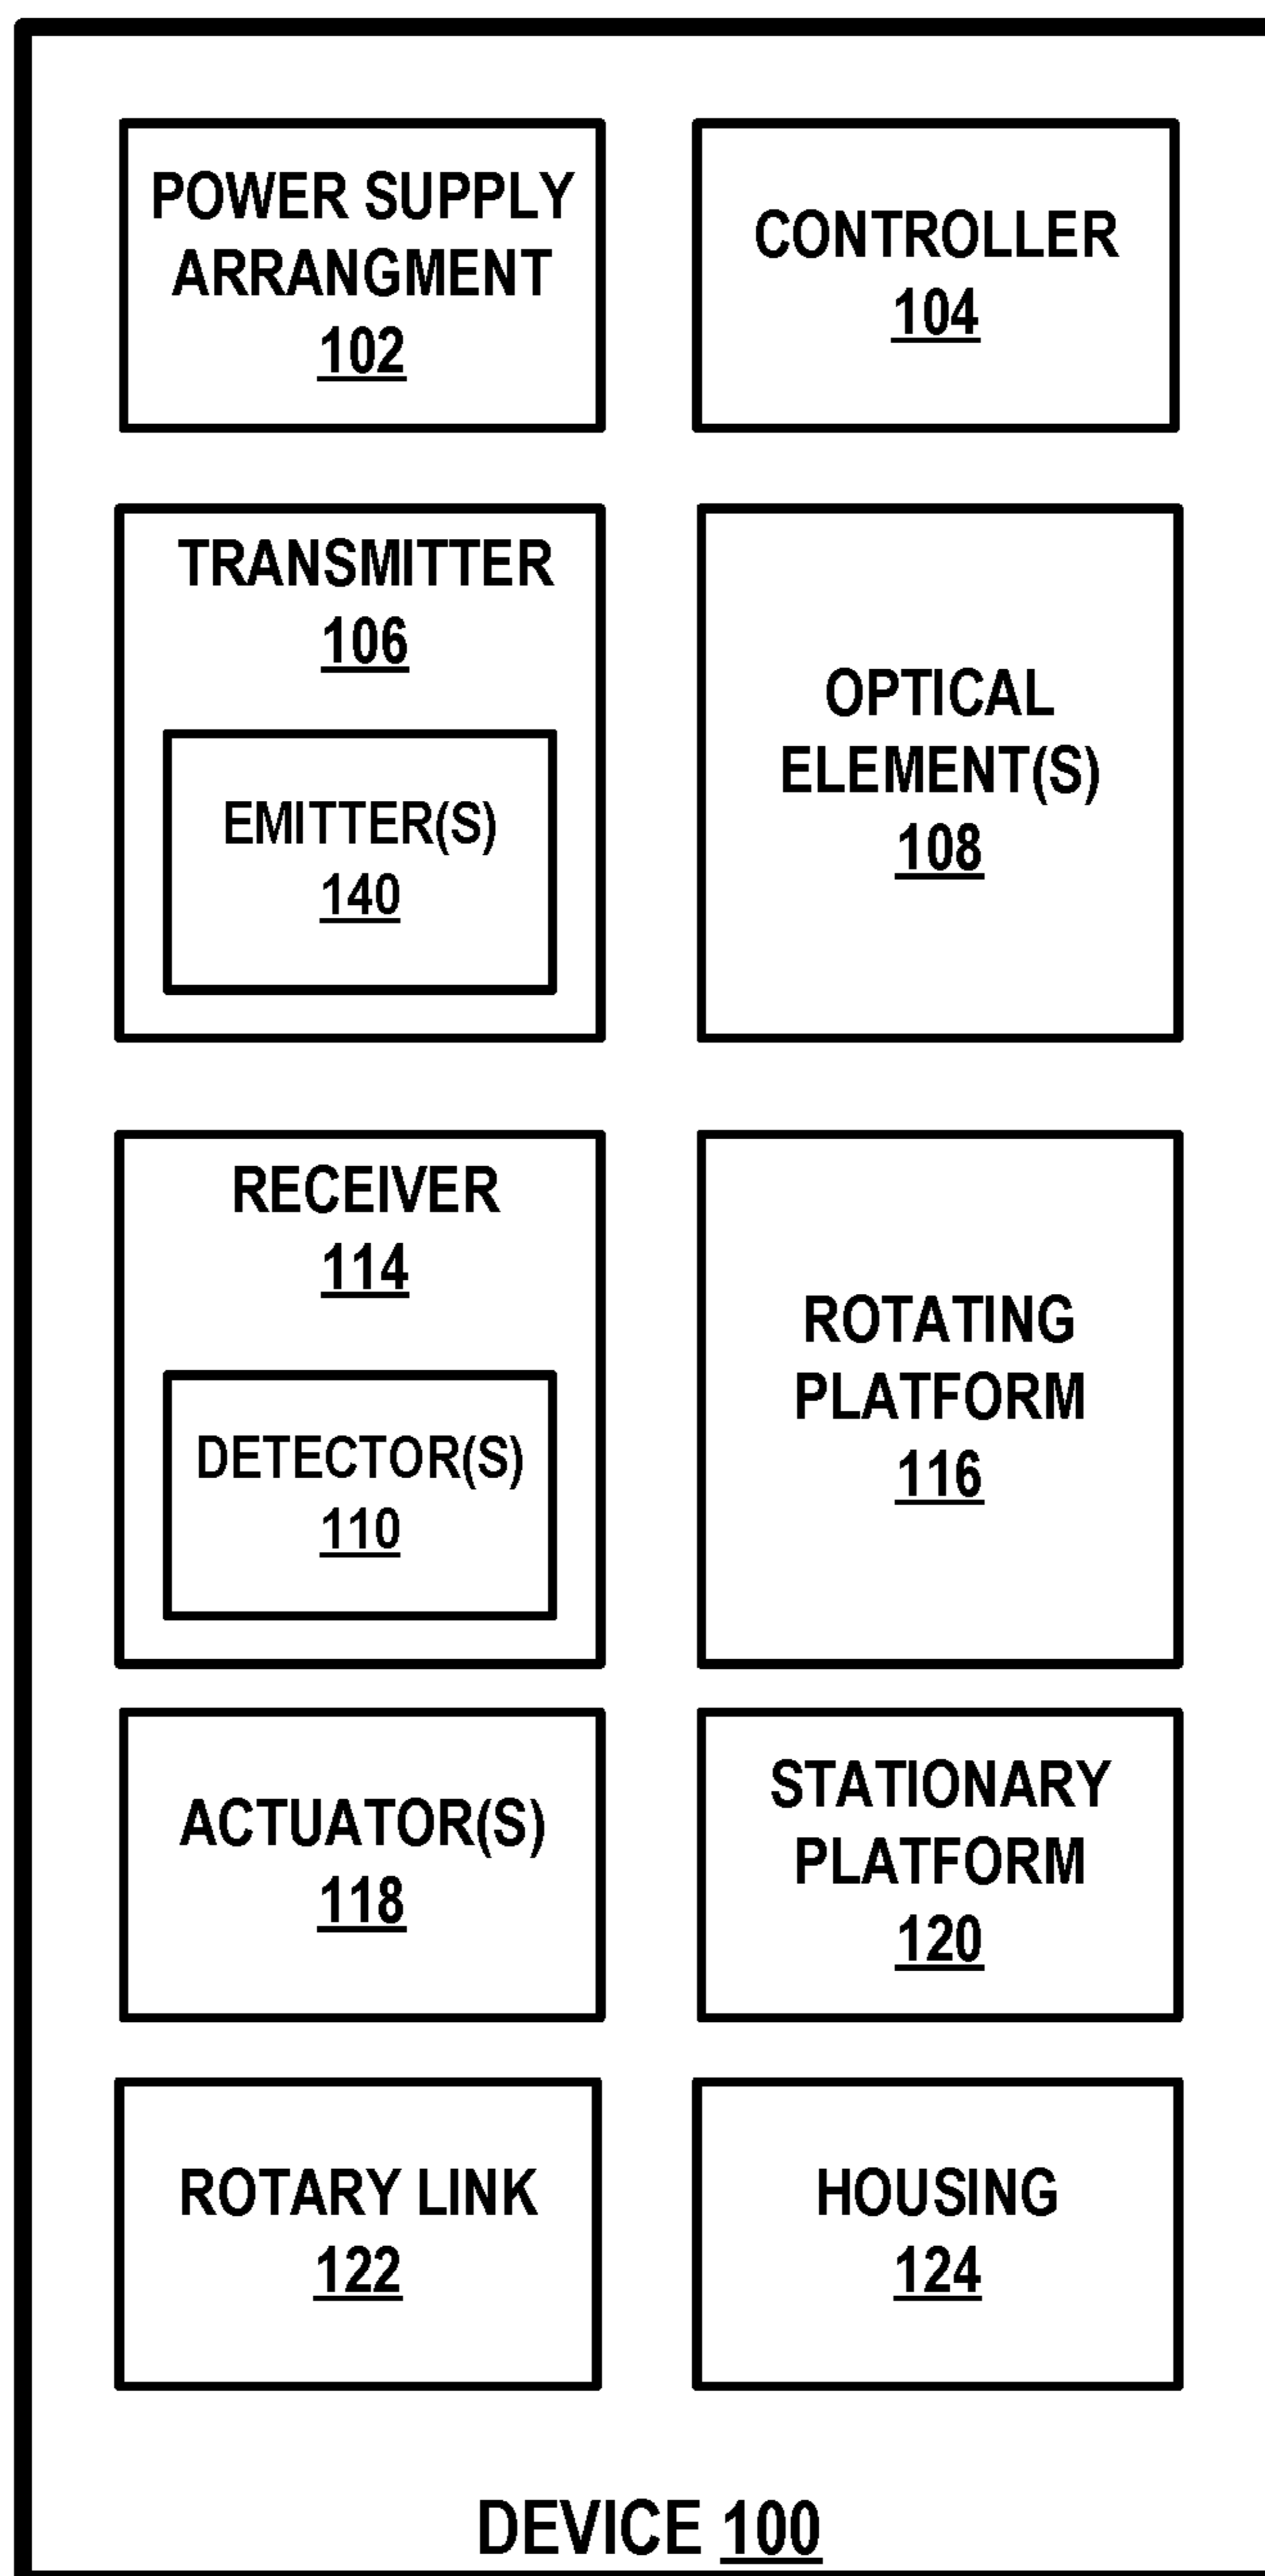 POWER SUPPLY
ARRANGMENT
102
CONTROLLER
104
TRANSMITTER
106
EMITTER(S)
140
OPTICAL
ELEMENT(S)
108
RECEIVER
114
DETECTOR(S)
110
ROTATING
PLATFORM
116
ACTUATOR(S)
118
STATIONARY
PLATFORM
120
ROTARY LINK
122
HOUSING
124
DEVICE 100